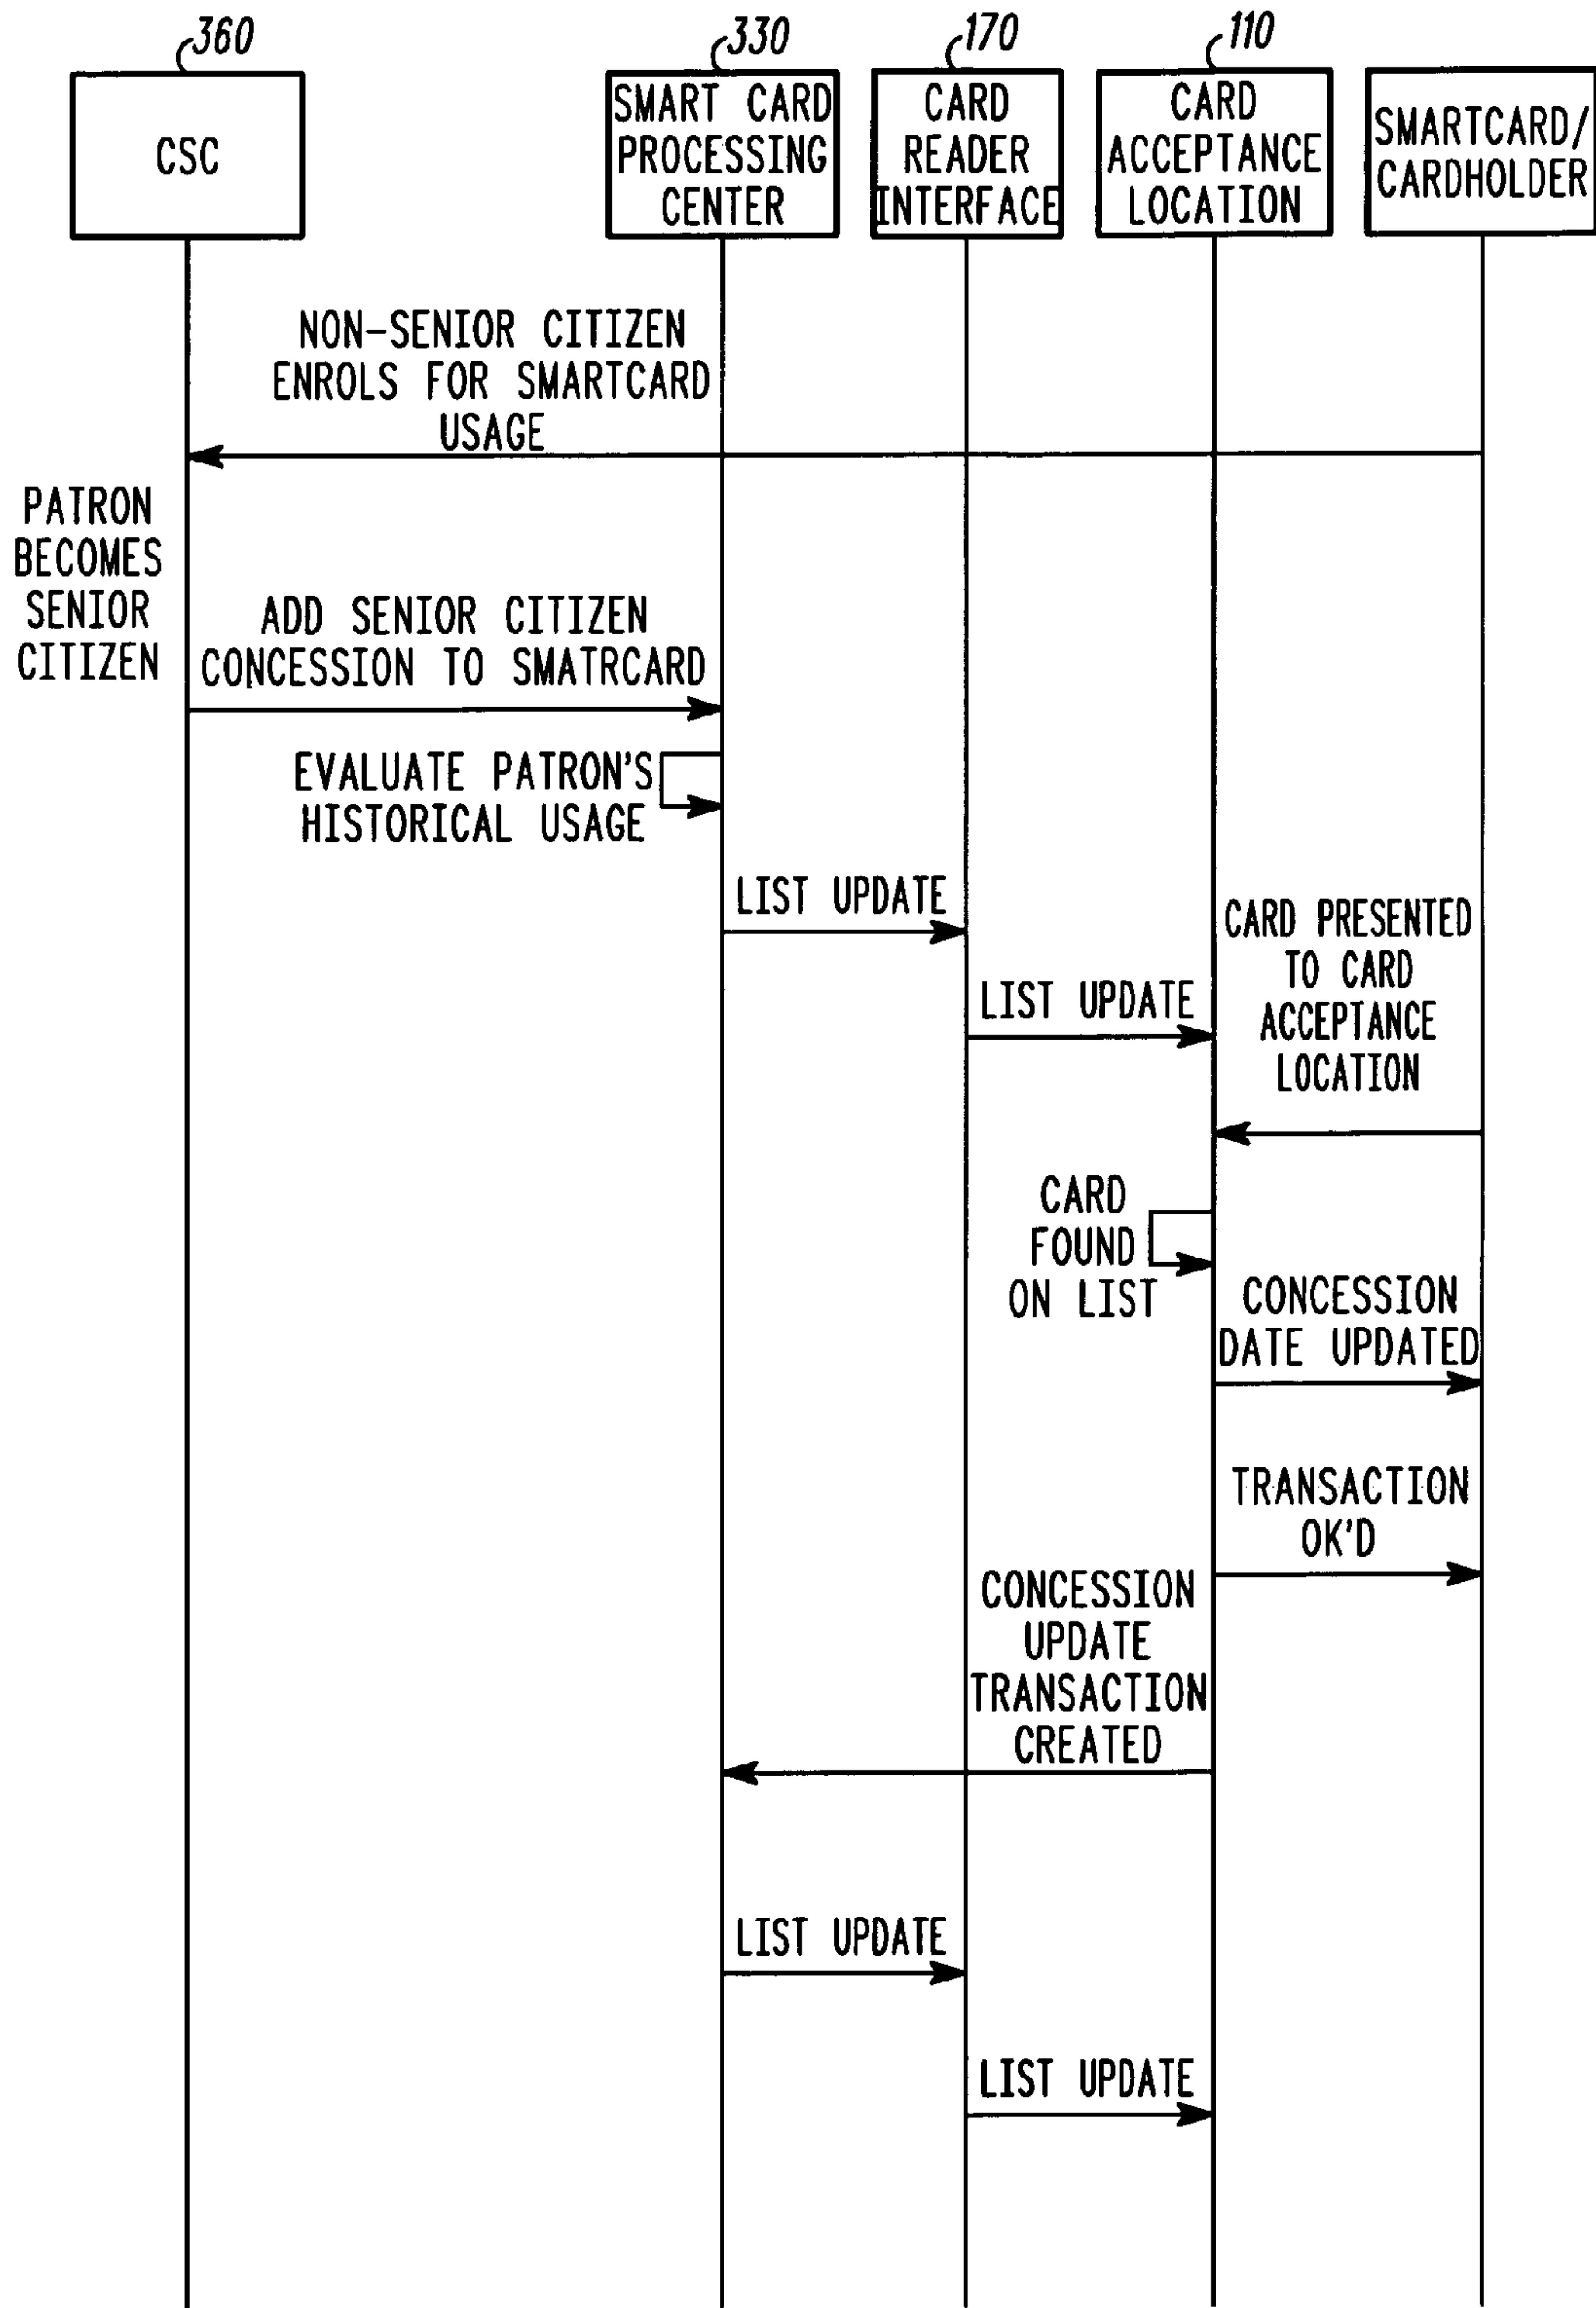 360
330
170
110
CSC
SMART CARD
PROCESSING
CENTER
CARD
READER
INTERFACE
CARD
ACCEPTANCE
LOCATION
SMARTCARD/
CARDHOLDER
NON-SENIOR CITIZEN
ENROLS FOR SMARTCARD
USAGE
PATRON
BECOMES
SENIOR
CITIZEN
ADD SENIOR CITIZEN
CONCESSION TO SMATRCARD
EVALUATE PATRON'S
HISTORICAL USAGE
LIST UPDATE
LIST UPDATE
CARD PRESENTED
TO CARD
ACCEPTANCE
LOCATION
CARD
FOUND
ON LIST
CONCESSION
DATE UPDATED
TRANSACTION
OK'D
CONCESSION
UPDATE
TRANSACTION
CREATED
LIST UPDATE
LIST UPDATE